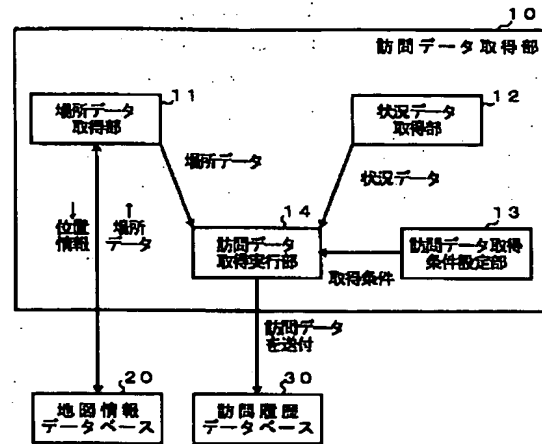 10
訪問データ取得部
11
場所データ
取得部
12
状況データ
取得部
場所データ
状況データ
↓
位置
情報
↑
場所
データ
14
訪問データ
取得実行部
13
訪問データ取得
条件設定部
取得条件
訪問データ
を送付
20
地図情報
データベース
30
訪問履歴
データベース